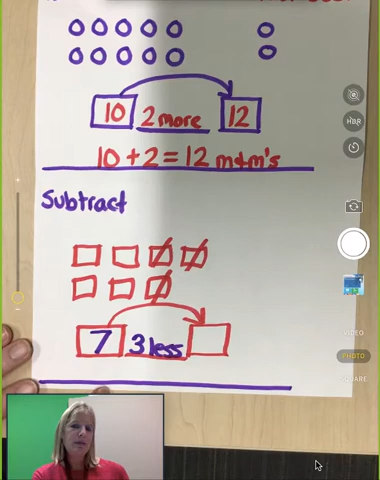 10 2 more 12
10 + 2 = 12 m+m's
Subtract
7 3 less
HDR
VIDEO
PHOTO
SQUARE